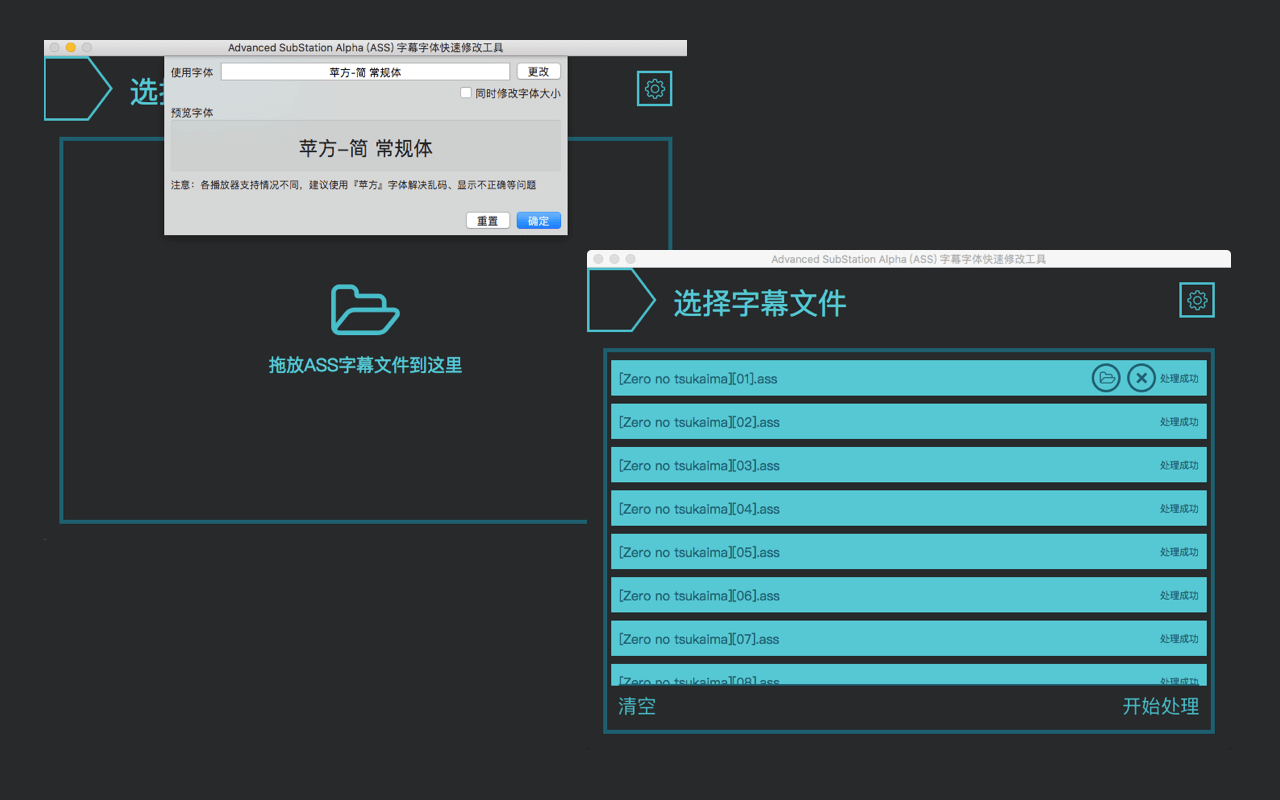 Advanced SubStation Alpha (ASS) 字幕字体快速修改工具
选
使用字体 苹方-简 常规体 更改
同时修改字体大小
预览字体
苹方-简 常规体
注意：各播放器支持情况不同，建议使用『苹方』字体解决乱码、显示不正确等问题
重置 确定
拖放ASS字幕文件到这里
Advanced SubStation Alpha (ASS) 字幕字体快速修改工具
选择字幕文件
[Zero no tsukaima][01].ass 处理成功
[Zero no tsukaima][02].ass 处理成功
[Zero no tsukaima][03].ass 处理成功
[Zero no tsukaima][04].ass 处理成功
[Zero no tsukaima][05].ass 处理成功
[Zero no tsukaima][06].ass 处理成功
[Zero no tsukaima][07].ass 处理成功
[Zero no tsukaima][08].ass 处理成功
清空 开始处理